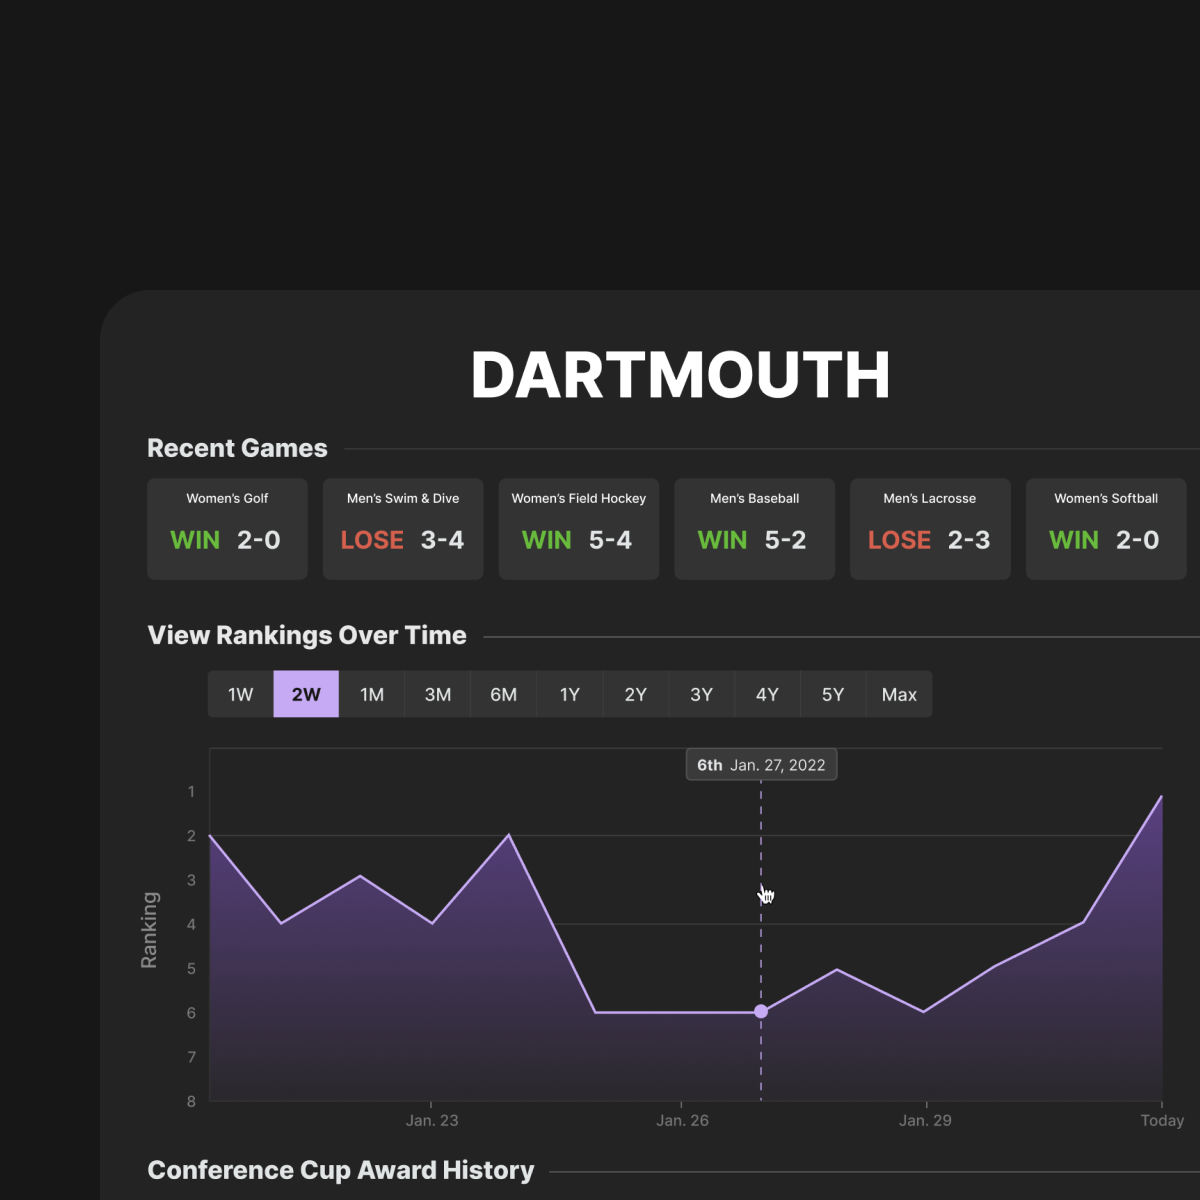 DARTMOUTH
Recent Games
Women's Golf
WIN 2-0
Men's Swim & Dive
LOSE 3-4
Women's Field Hockey
WIN 5-4
Men's Baseball
WIN 5-2
Men's Lacrosse
LOSE 2-3
Women's Softball
WIN 2-0
View Rankings Over Time
1W 2W 1M 3M 6M 1Y 2Y 3Y 4Y 5Y Max
6th Jan. 27, 2022
Ranking
1
2
3
4
5
6
7
8
Jan. 23 Jan. 26 Jan. 29 Today
Conference Cup Award History